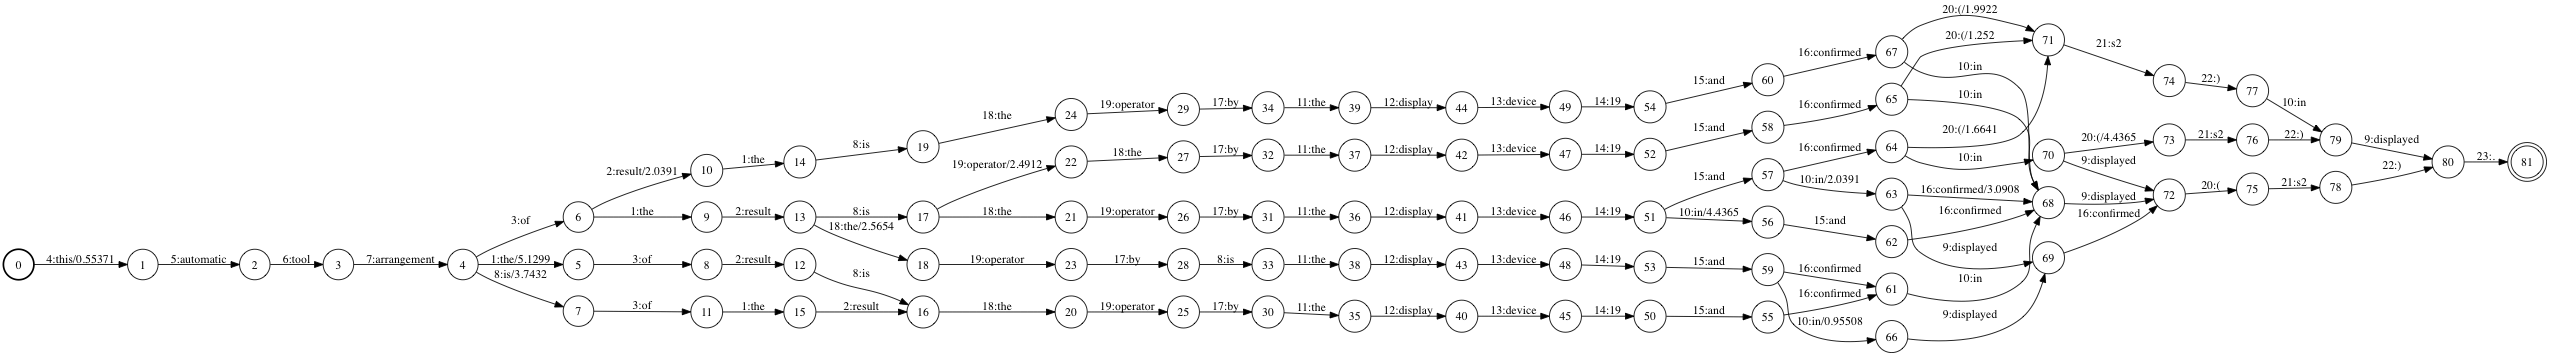 20:(/1.9922
67
71
20:(/1.252
21:s2
16:confirmed
10:in
74
22:)
77
60
15:and
19:operator
17:by
11:the
12:display
13:device
14:19
65
10:in
10:in
18:the
24
29
34
39
44
49
54
16:confirmed
58
15:and
20:(/1.6641
20:(/4.4365
73
21:s2
76
22:)
79
9:displayed
8:is
19
19:operator/2.4912
18:the
17:by
11:the
12:display
13:device
14:19
64
10:in
70
9:displayed
80
23:.
81
1:the
14
22
27
32
37
42
47
52
16:confirmed
22:)
2:result/2.0391
10
15:and
57
10:in/2.0391
63
16:confirmed/3.0908
9:displayed
72
20:(
75
21:s2
78
3:of
6
1:the
9
2:result
13
8:is
17
18:the
21
19:operator
26
17:by
31
11:the
36
12:display
41
13:device
46
14:19
51
10:in/4.4365
56
16:confirmed
68
16:confirmed
18:the/2.5654
15:and
62
9:displayed
0
4:this/0.55371
1
5:automatic
2
6:tool
3
7:arrangement
4
1:the/5.1299
5
3:of
8
2:result
12
18
19:operator
23
17:by
28
8:is
33
11:the
38
12:display
43
13:device
48
14:19
53
15:and
59
16:confirmed
69
8:is/3.7432
8:is
61
10:in
7
3:of
11
1:the
15
2:result
16
18:the
20
19:operator
25
17:by
30
11:the
35
12:display
40
13:device
45
14:19
50
15:and
55
16:confirmed
10:in/0.95508
66
9:displayed